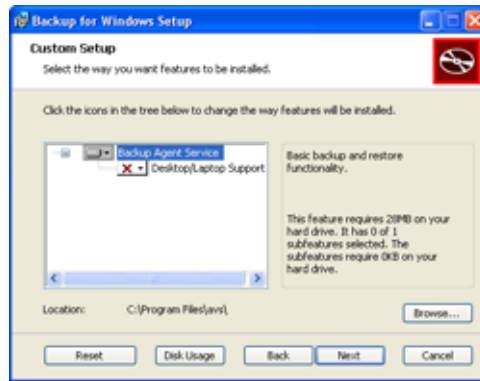 Backup for Windows Setup
Custom Setup
Select the way you want features to be installed.
Click the icons in the tree below to change the way features will be installed.
Backup Agent Service
Desktop/Laptop Support
Basic backup and restore
functionality.
This feature requires 28MB on your
hard drive. It has 0 of 1
subfeatures selected. The
subfeatures require 0KB on your
hard drive.
Location:
C:\Program Files\avs\
Browse...
Reset
Disk Usage
Back
Next
Cancel